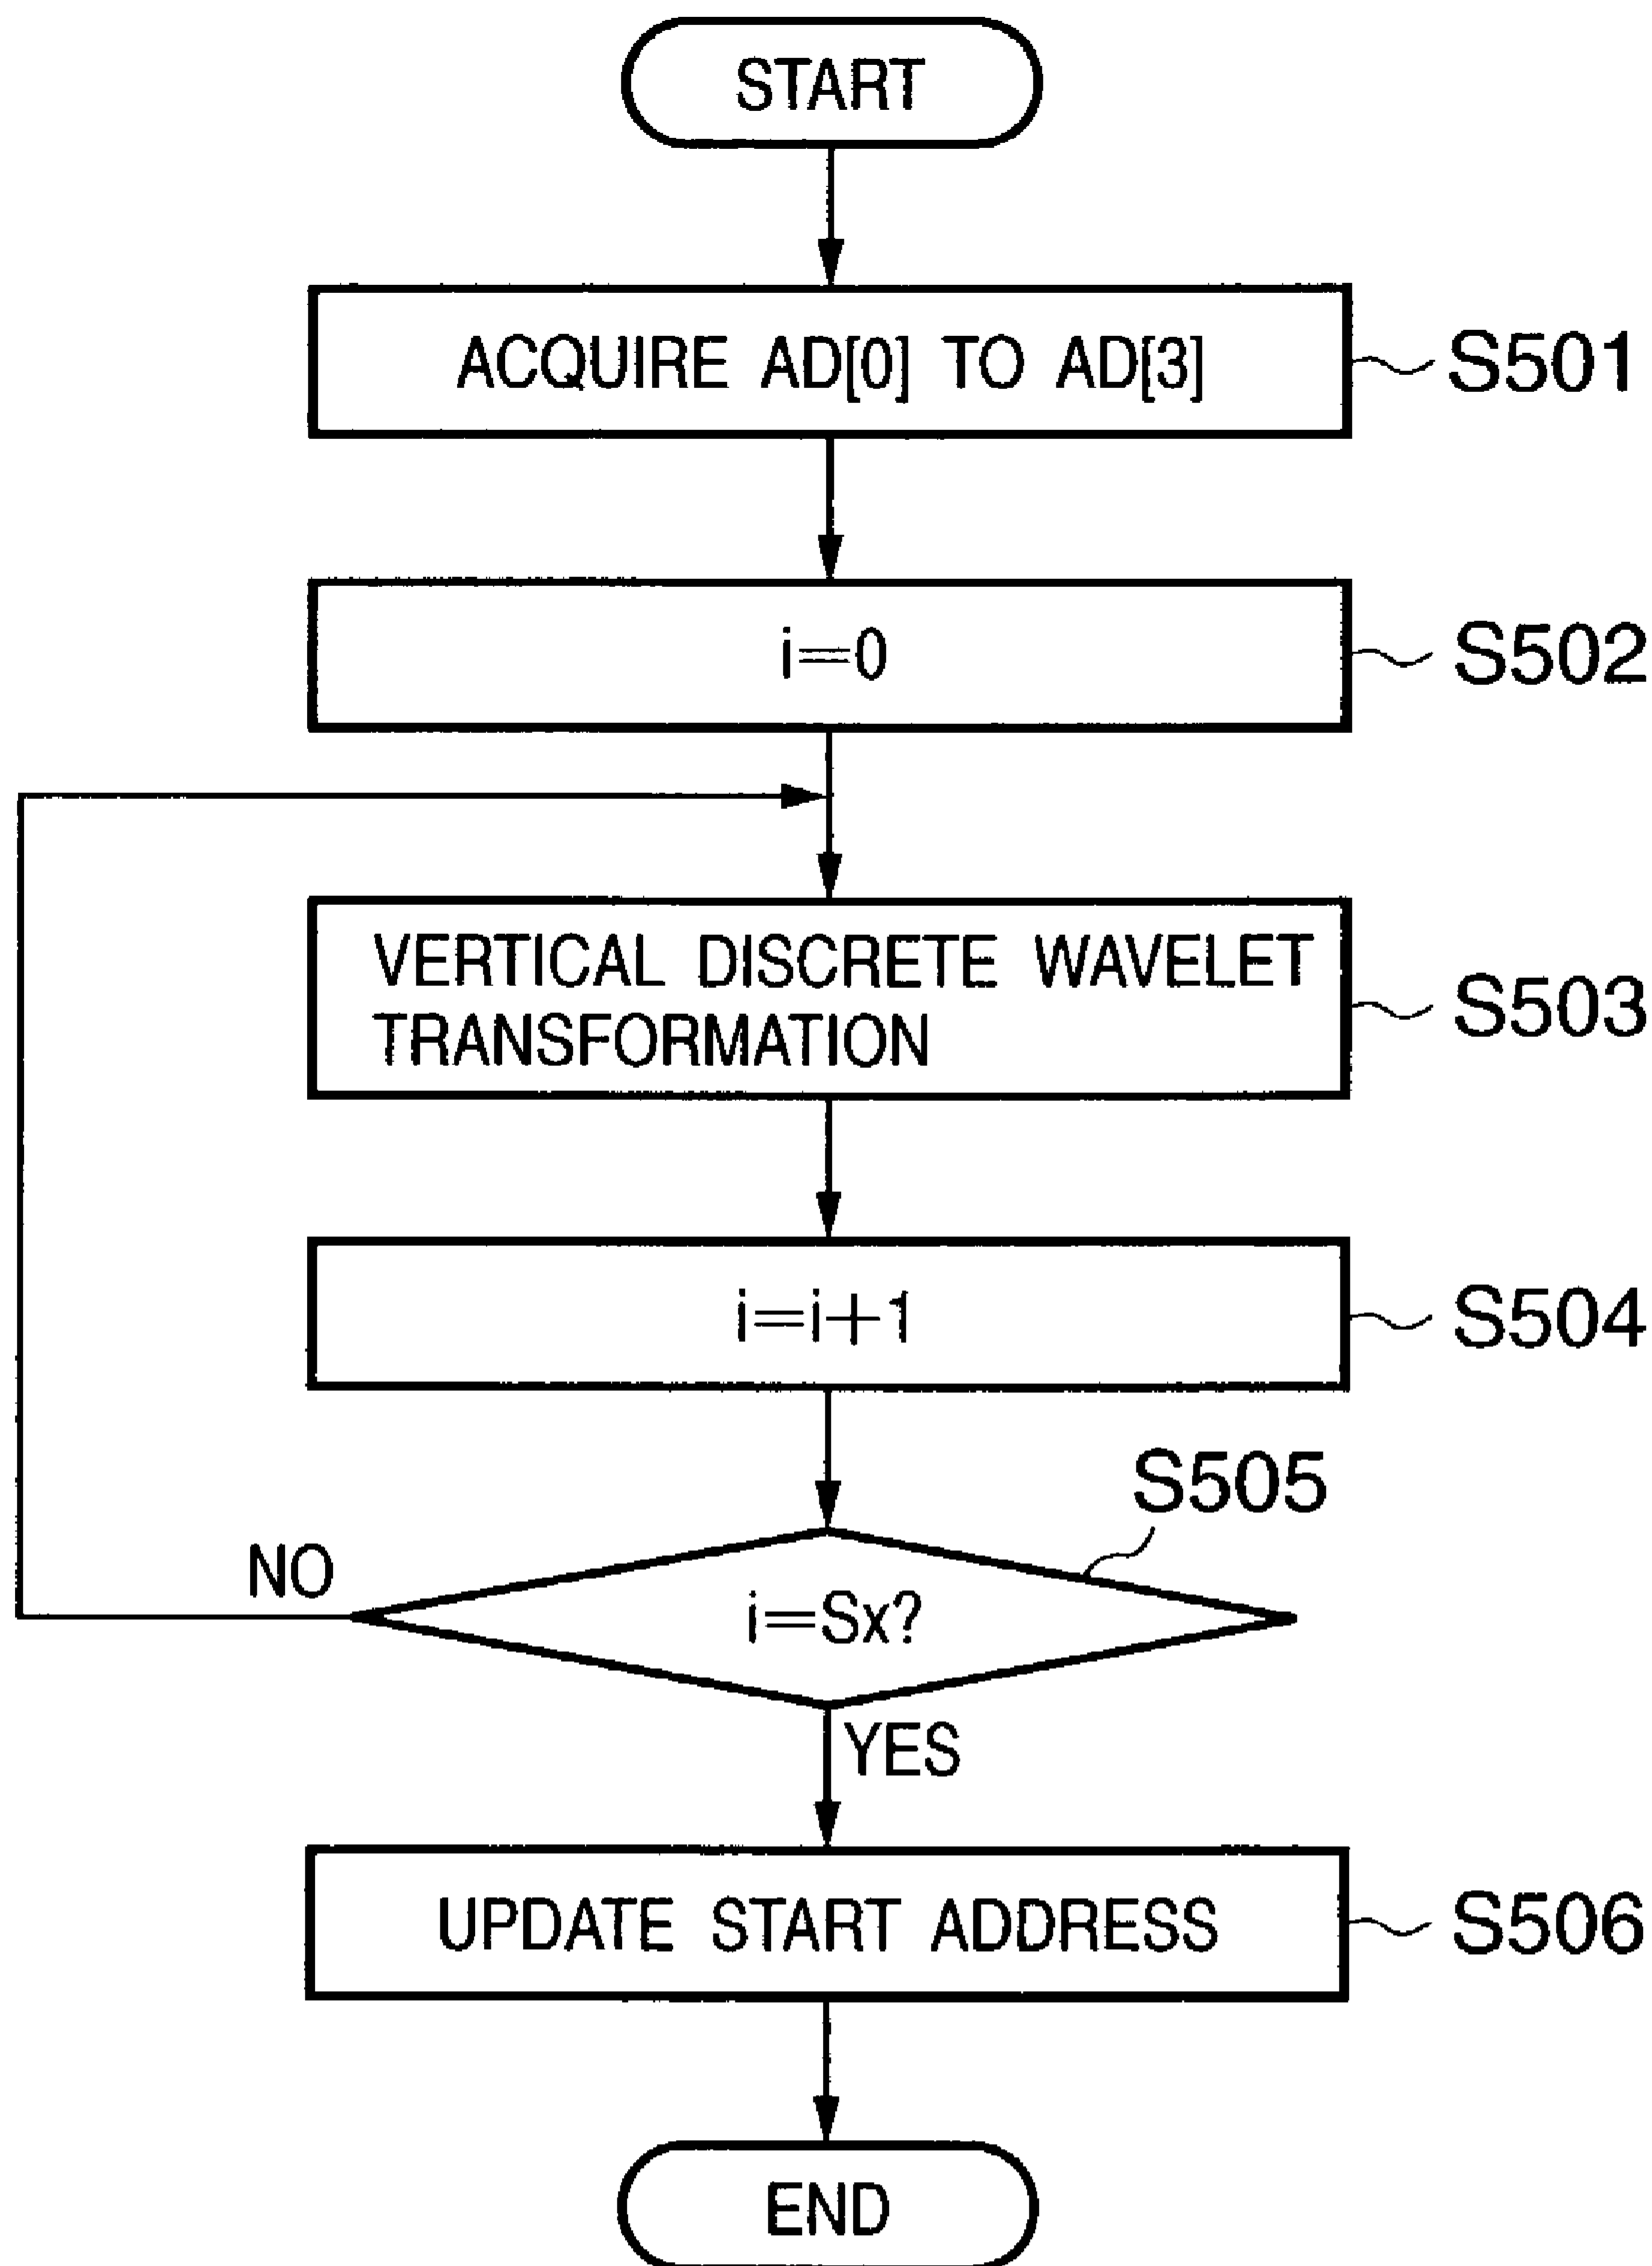 START
ACQUIRE AD[0] TO AD[3]
S501
i=0
S502
VERTICAL DISCRETE WAVELET
TRANSFORMATION
S503
i=i+1
S504
S505
NO
i=Sx?
YES
UPDATE START ADDRESS
S506
END